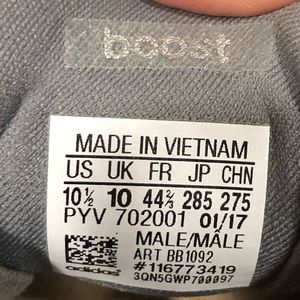 boost
MADE IN VIETNAM
US UK FR JP CHN
10½ 10 44⅔ 285 275
PYV 702001 01/17
MALE/MÂLE
ART BB1092
#116773419
adidas 3QN5GWP700097